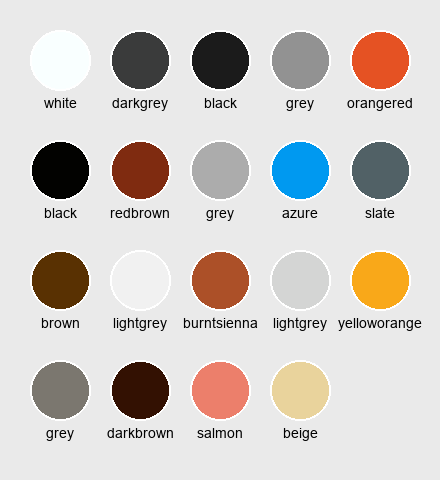 white darkgrey black grey orangered
black redbrown grey azure slate
brown lightgrey burntsienna lightgrey yelloworange
grey darkbrown salmon beige